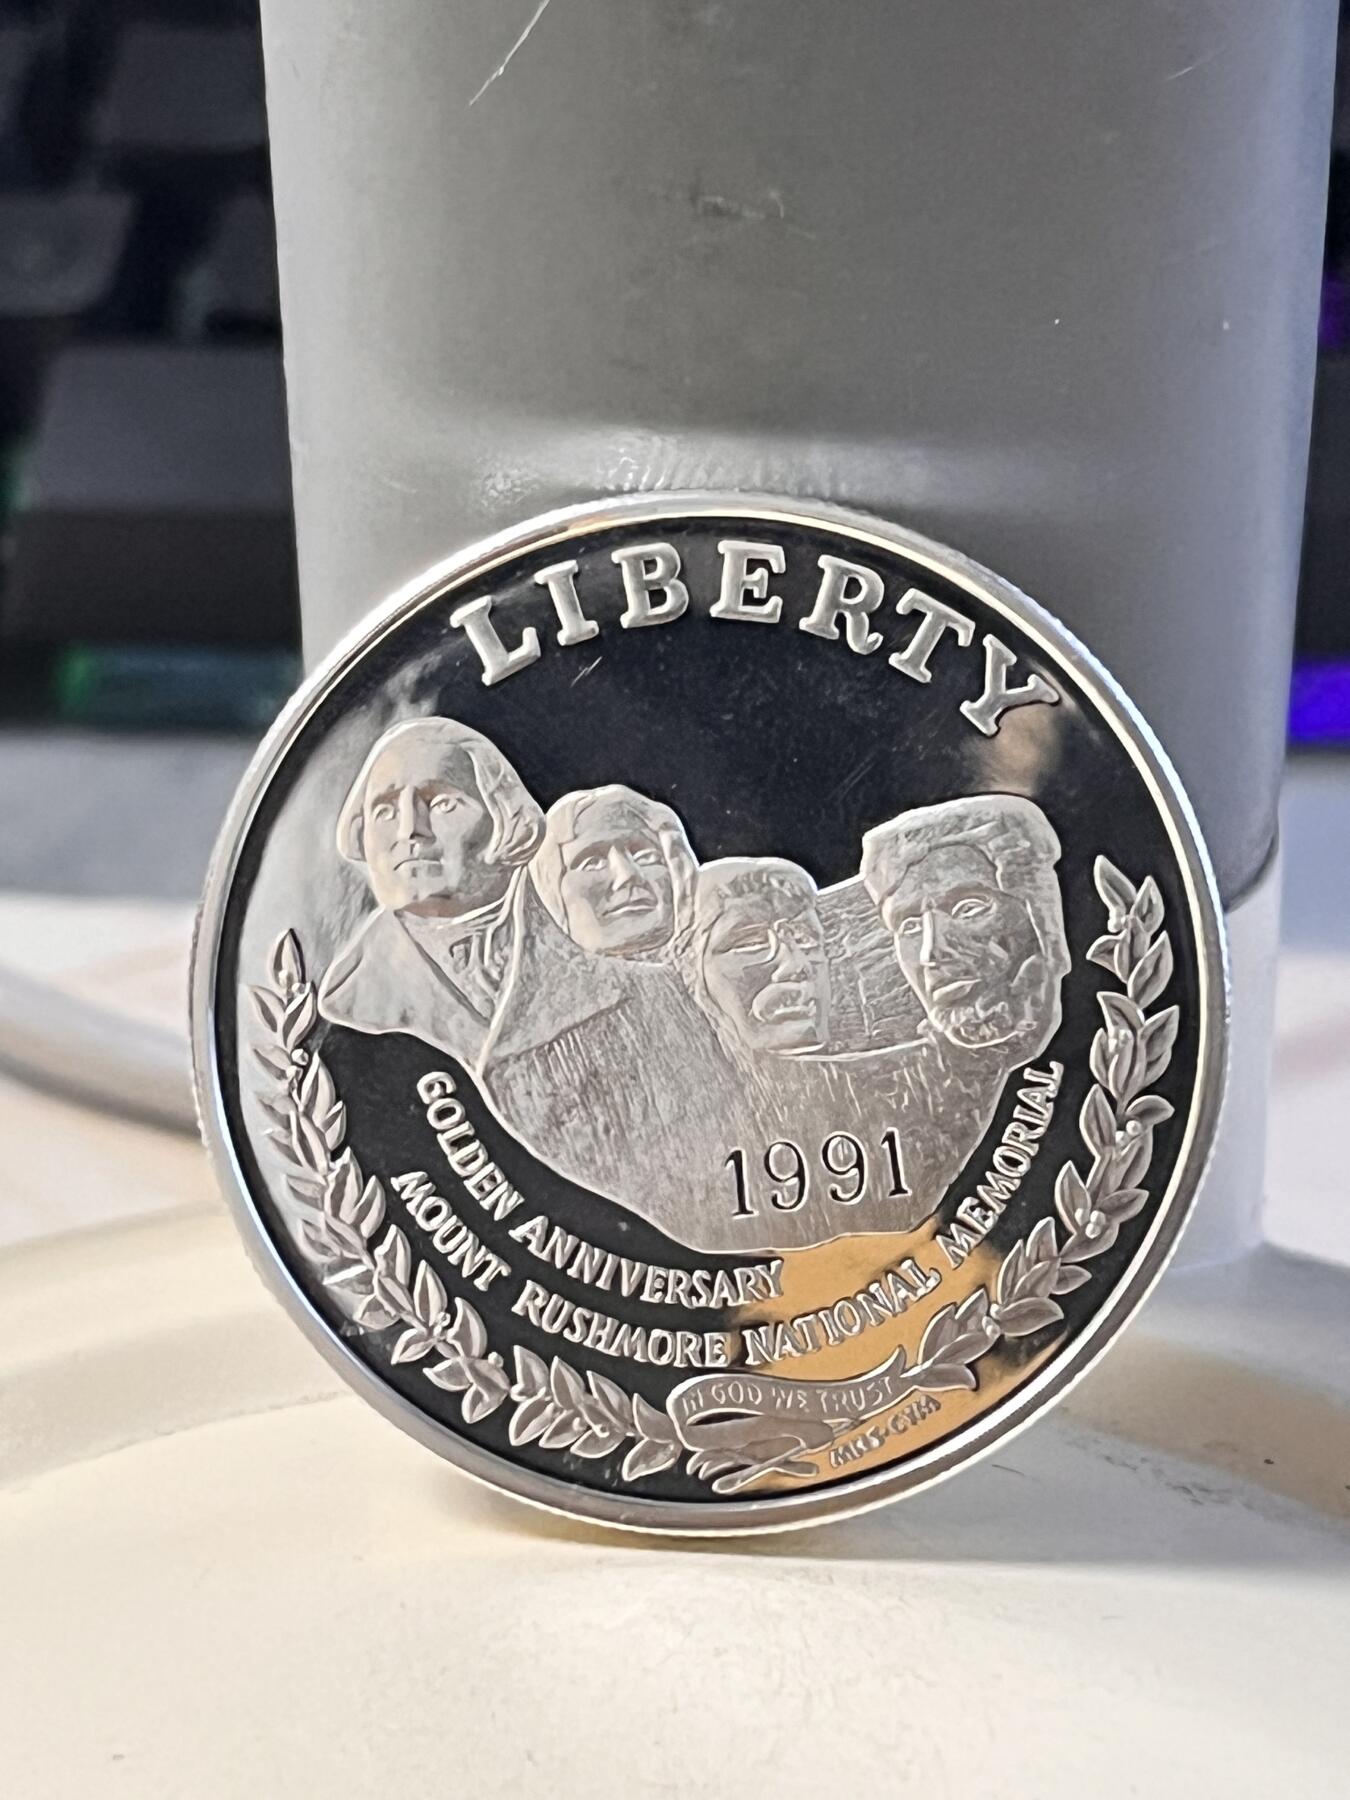 LIBERTY
1991
GOLDEN ANNIVERSARY
MOUNT RUSHMORE NATIONAL MEMORIAL
IN GOD WE TRUST